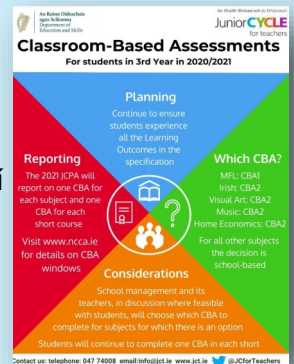 An Roinn Oideachais
agus Scileanna
Department of
Education and Skills
JuniorCYCLE
for teachers
Classroom-Based Assessments
For students in 3rd Year in 2020/2021
Planning
Continue to ensure
students experience
all the Learning
Outcomes in the
specification
Reporting
The 2021 JCPA will
report on one CBA for
each subject and one
CBA for each
short course
Visit www.ncca.ie
for details on CBA
windows
Which CBA?
MFL: CBA1
Irish: CBA2
Visual Art: CBA2
Music: CBA2
Home Economics: CBA2
For all other subjects
the decision is
school-based
Considerations
School management and its
teachers, in discussion where feasible
with students, will choose which CBA to
complete for subjects for which there is an option
Students will continue to complete one CBA in each short
Contact us: telephone: 047 74008 email:info@jct.ie www.jct.ie @JCforTeachers
í